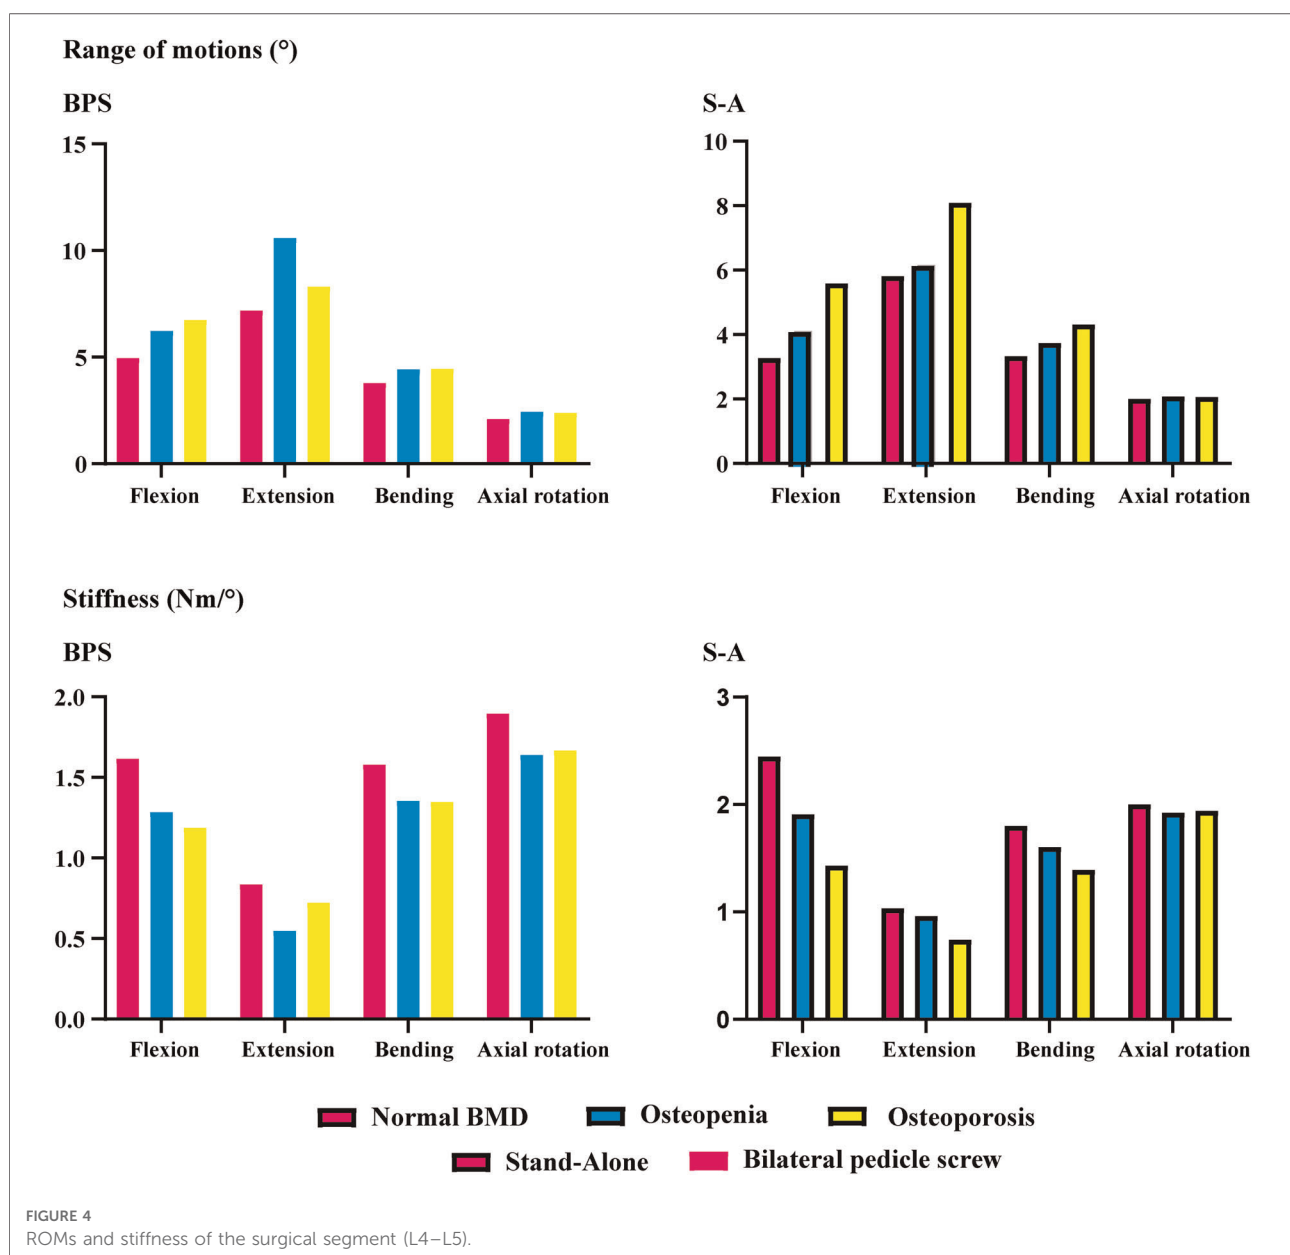 Range of motions (°)
BPS
15
10
5
0
Flexion Extension Bending Axial rotation
S-A
10
8
6
4
2
0
Flexion Extension Bending Axial rotation
Stiffness (Nm/°)
BPS
2.0
1.5
1.0
0.5
0.0
Flexion Extension Bending Axial rotation
S-A
3
2
1
0
Flexion Extension Bending Axial rotation
Normal BMD Osteopenia Osteoporosis
Stand-Alone Bilateral pedicle screw
FIGURE 4
ROMs and stiffness of the surgical segment (L4–L5).